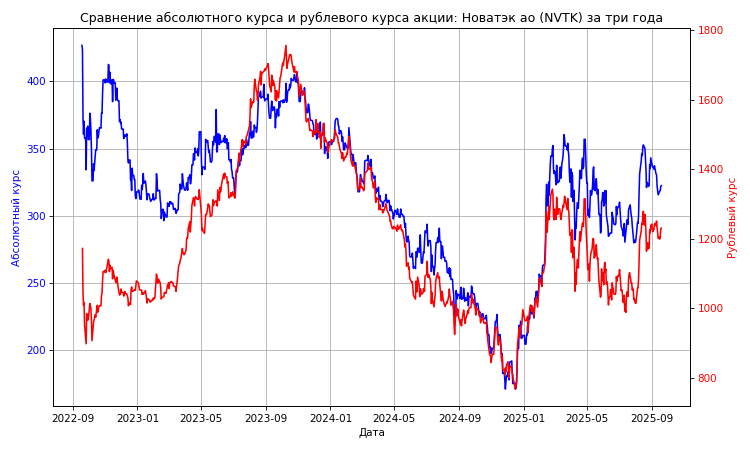 Сравнение абсолютного курса и рублевого курса акции: Новатэк ао (NVTK) за три года
Абсолютный курс
400
350
300
250
200
1800
1600
1400
1200
1000
800
Рублевый курс
2022-09 2023-01 2023-05 2023-09 2024-01 2024-05 2024-09 2025-01 2025-05 2025-09
Дата